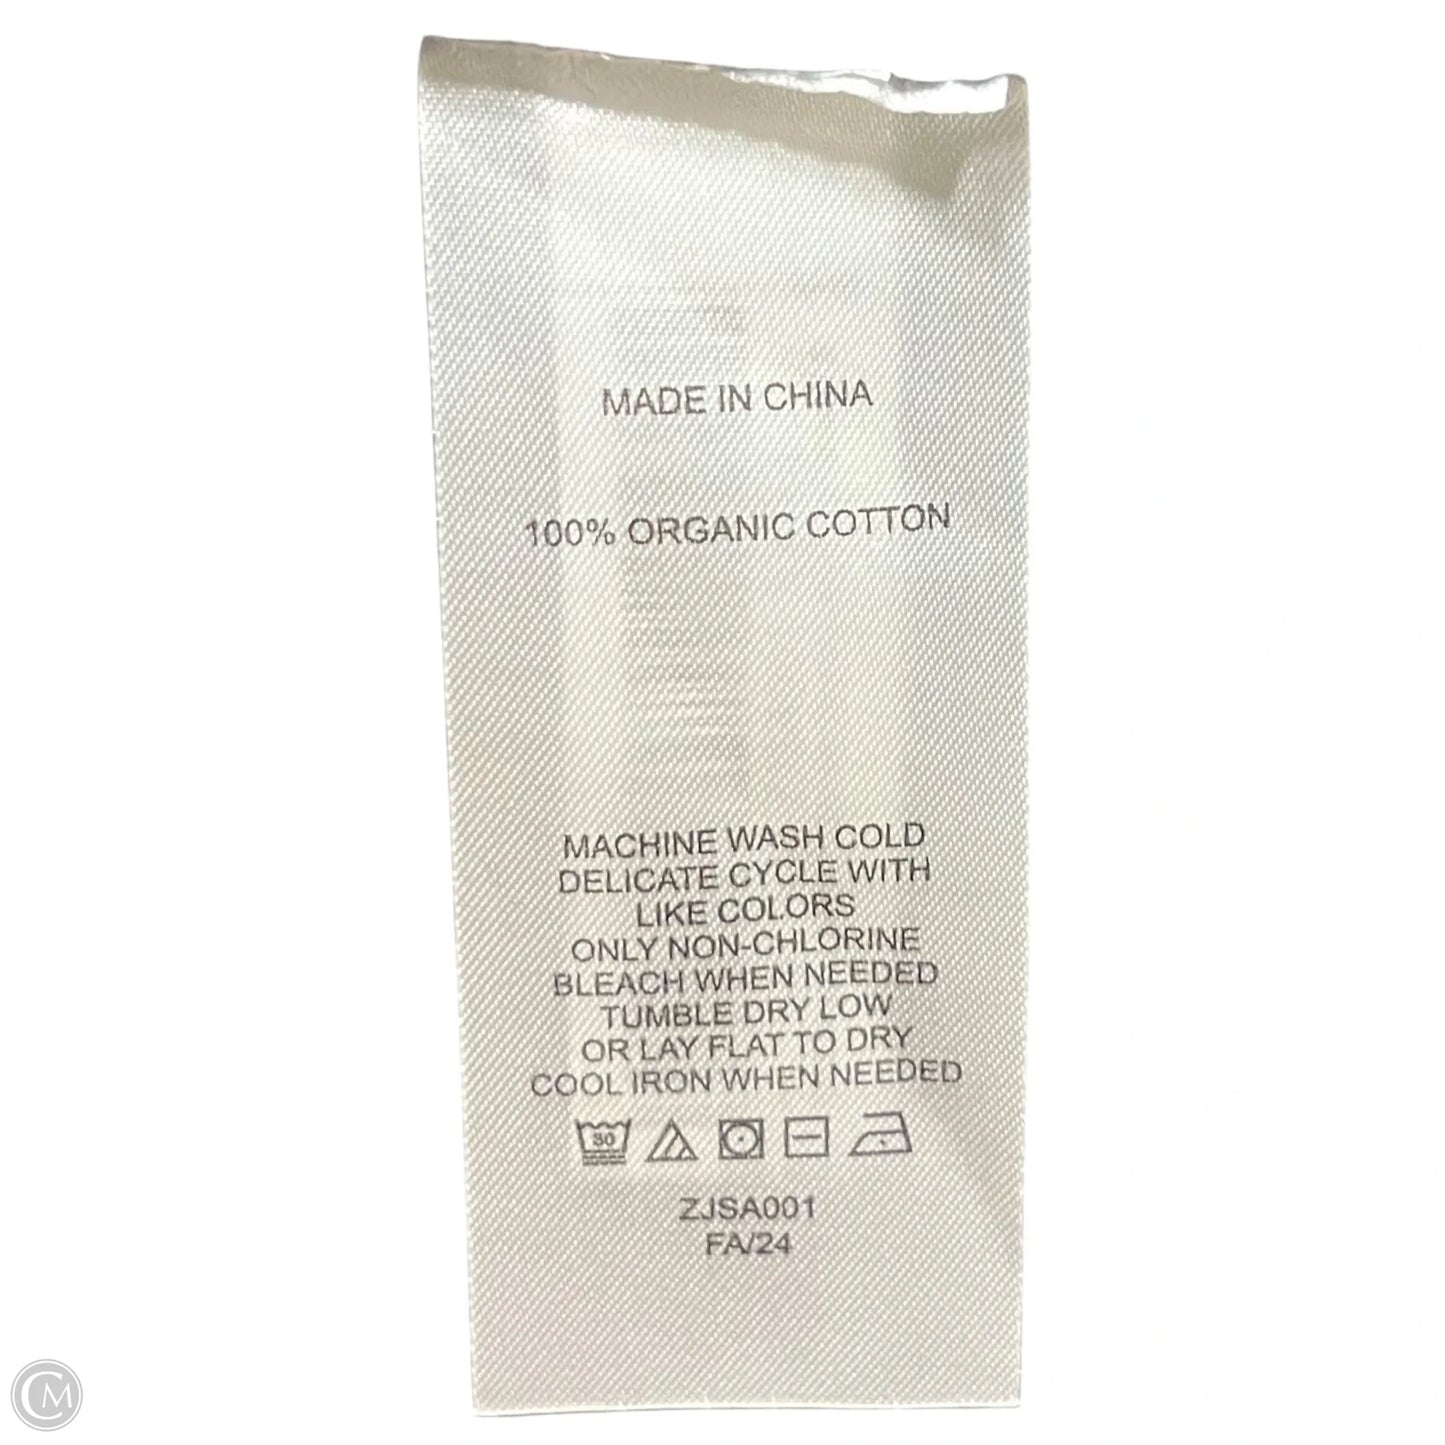 MADE IN CHINA
100% ORGANIC COTTON
MACHINE WASH COLD
DELICATE CYCLE WITH
LIKE COLORS
ONLY NON-CHLORINE
BLEACH WHEN NEEDED
TUMBLE DRY LOW
OR LAY FLAT TO DRY
COOL IRON WHEN NEEDED
30
ZJSA001
FA/24
CM